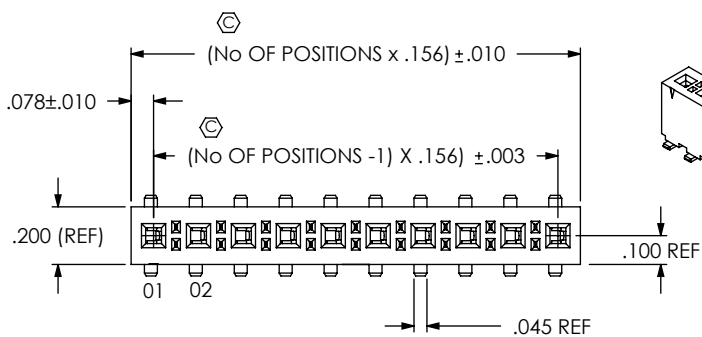 C
(No OF POSITIONS x .156) ±.010
.078±.010
C
(No OF POSITIONS -1) X .156) ±.003
.200 (REF)
.100 REF
01 02
.045 REF